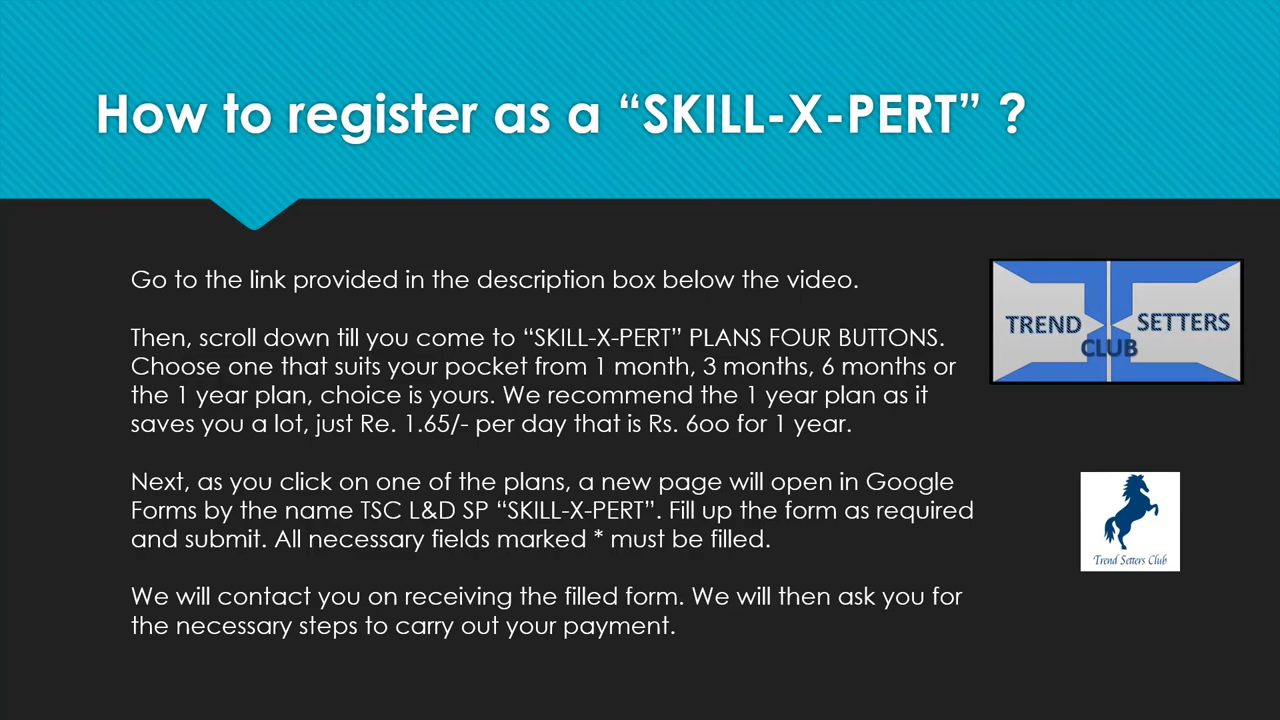 How to register as a “SKILL-X-PERT” ?
Go to the link provided in the description box below the video.
Then, scroll down till you come to “SKILL-X-PERT” PLANS FOUR BUTTONS.
Choose one that suits your pocket from 1 month, 3 months, 6 months or
the 1 year plan, choice is yours. We recommend the 1 year plan as it
saves you a lot, just Re. 1.65/- per day that is Rs. 6oo for 1 year.
Next, as you click on one of the plans, a new page will open in Google
Forms by the name TSC L&D SP “SKILL-X-PERT”. Fill up the form as required
and submit. All necessary fields marked * must be filled.
We will contact you on receiving the filled form. We will then ask you for
the necessary steps to carry out your payment.
TREND SETTERS
CLUB
Trend Setters Club